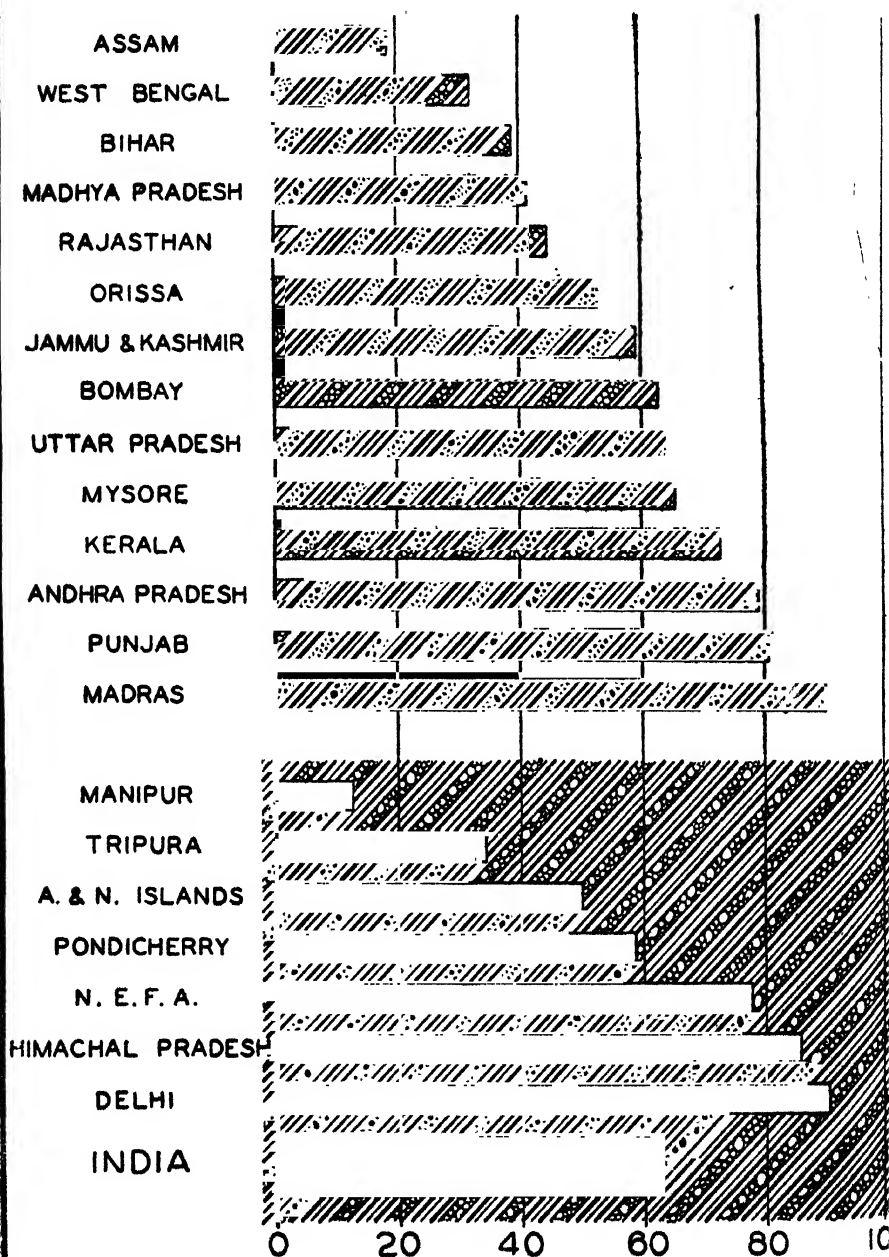 ASSAM
WEST BENGAL
BIHAR
MADHYA PRADESH
RAJASTHAN
ORISSA
JAMMU & KASHMIR
BOMBAY
UTTAR PRADESH
MYSORE
KERALA
ANDHRA PRADESH
PUNJAB
MADRAS
MANIPUR
TRIPURA
A. & N. ISLANDS
PONDICHERRY
N. E. F. A.
HIMACHAL PRADESH
DELHI
INDIA
0 20 40 60 80 10